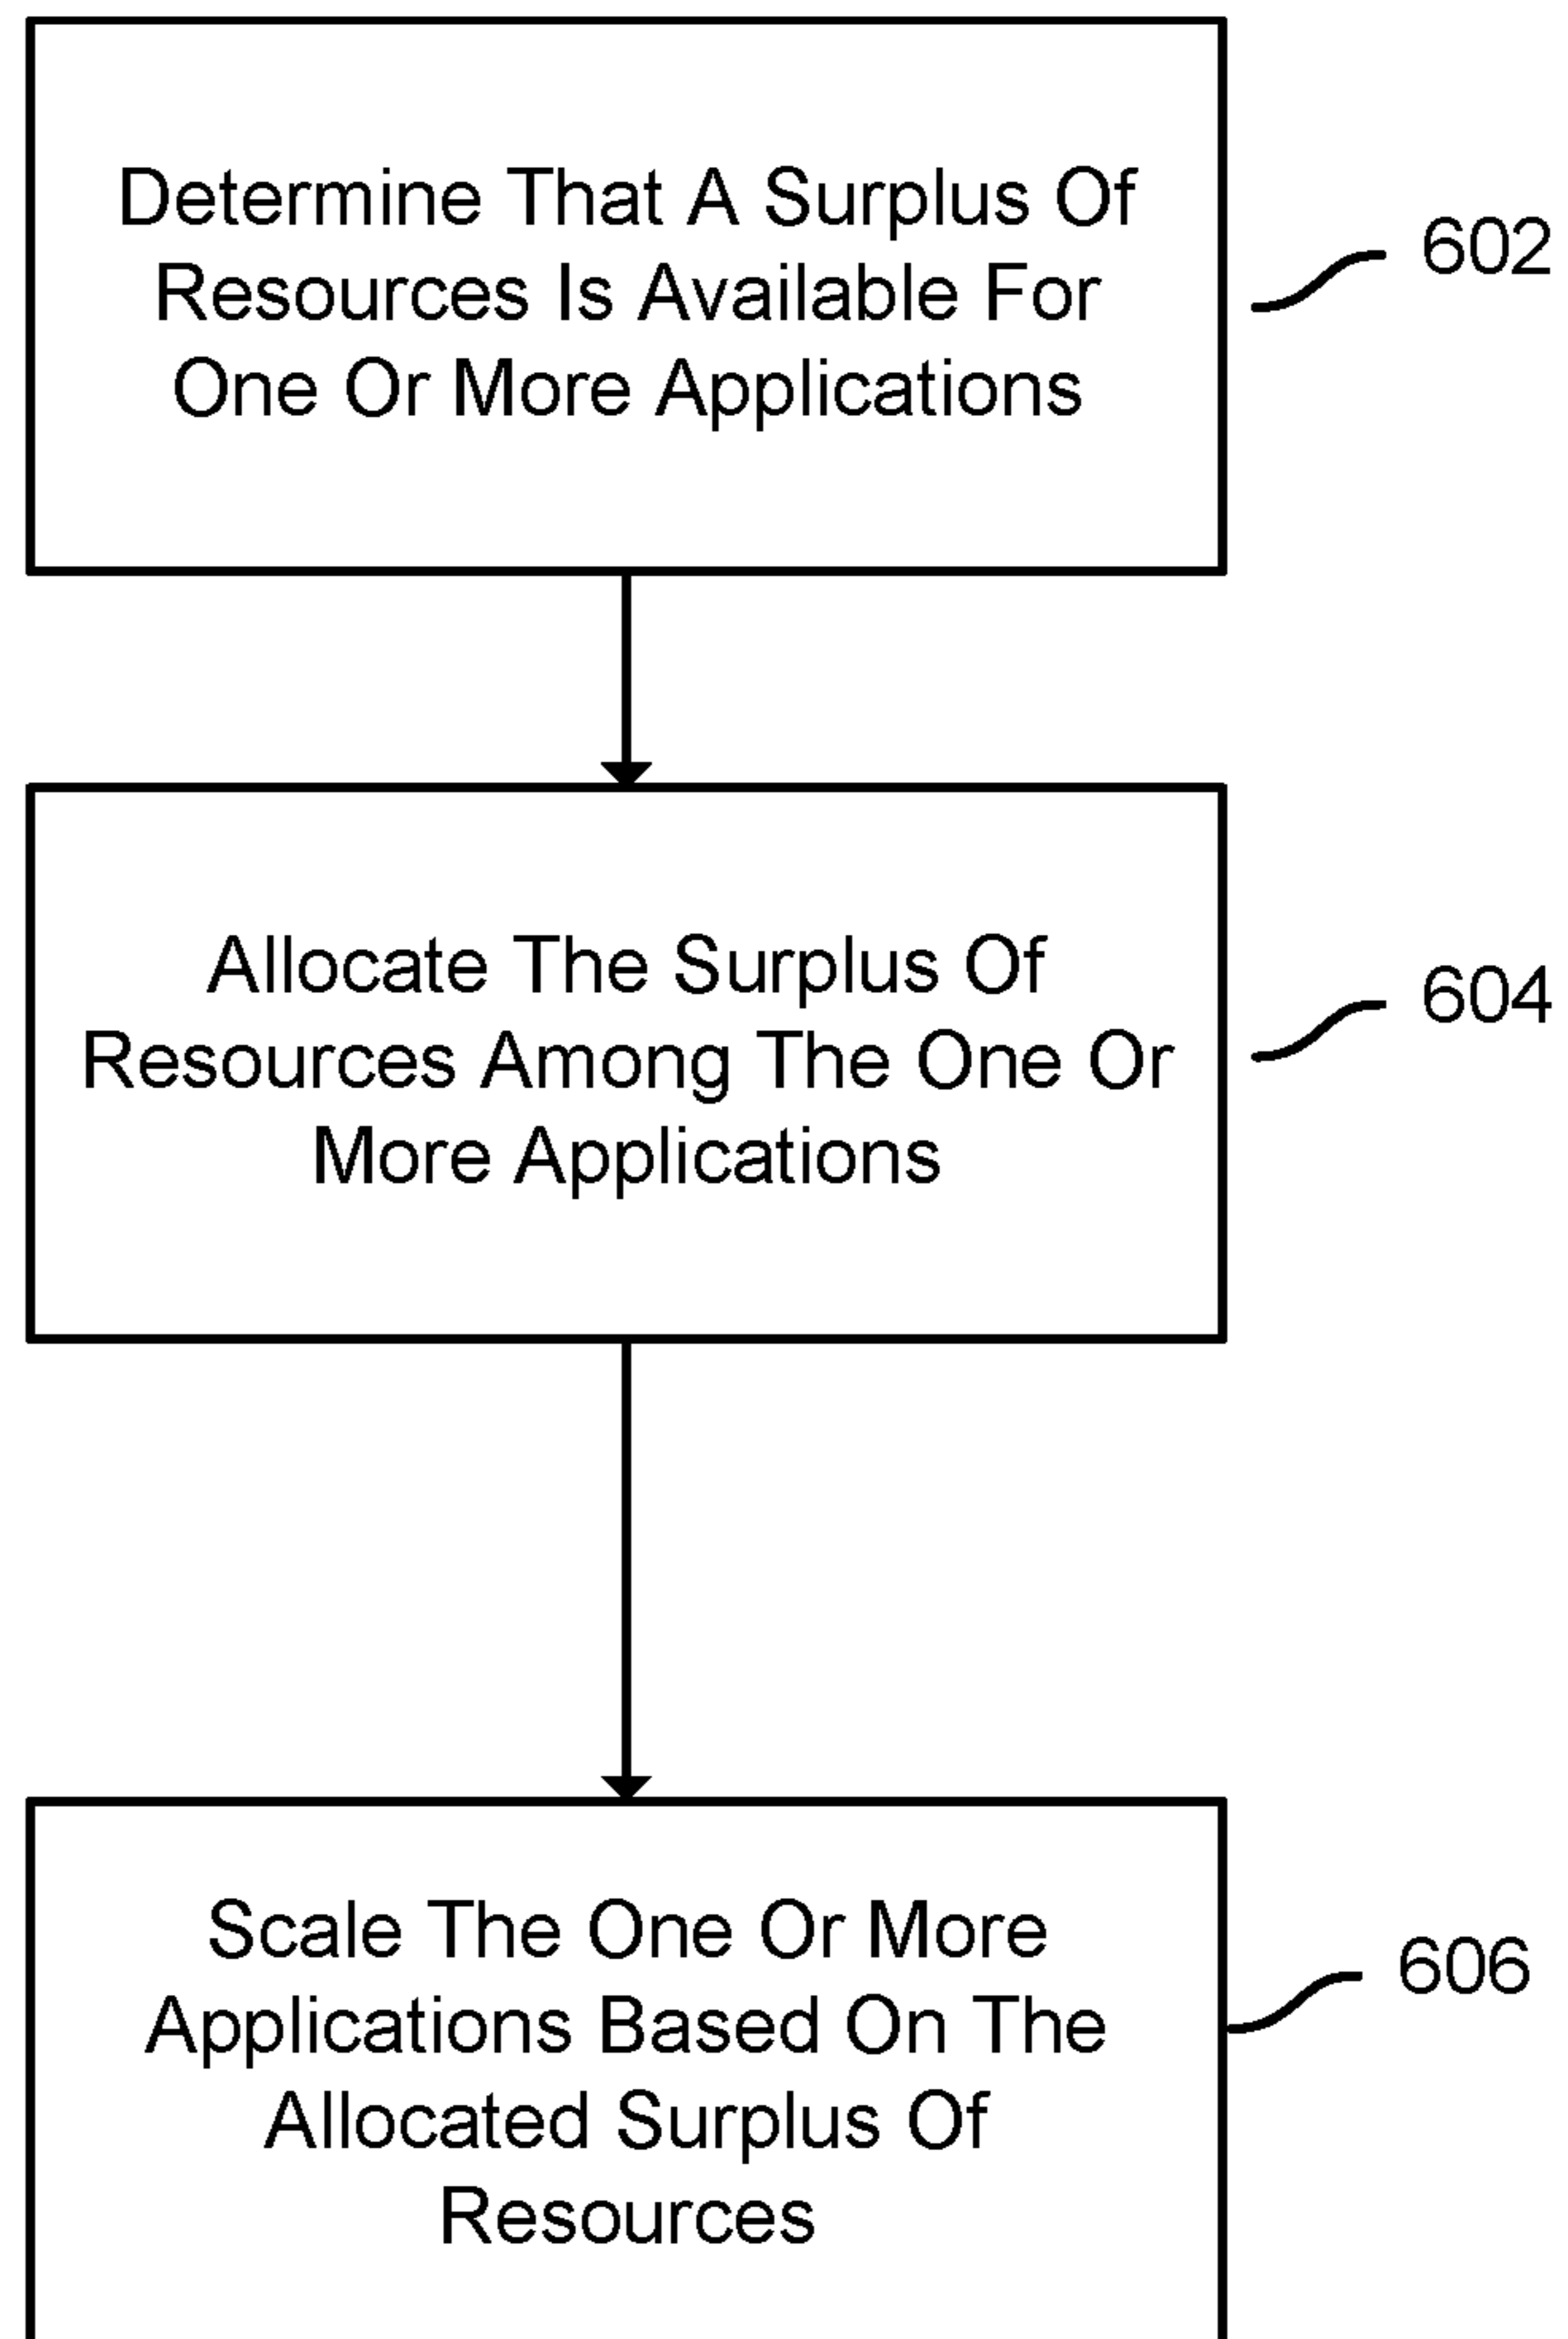 Determine That A Surplus Of
Resources Is Available For
One Or More Applications
602
Allocate The Surplus Of
Resources Among The One Or
More Applications
604
Scale The One Or More
Applications Based On The
Allocated Surplus Of
Resources
606